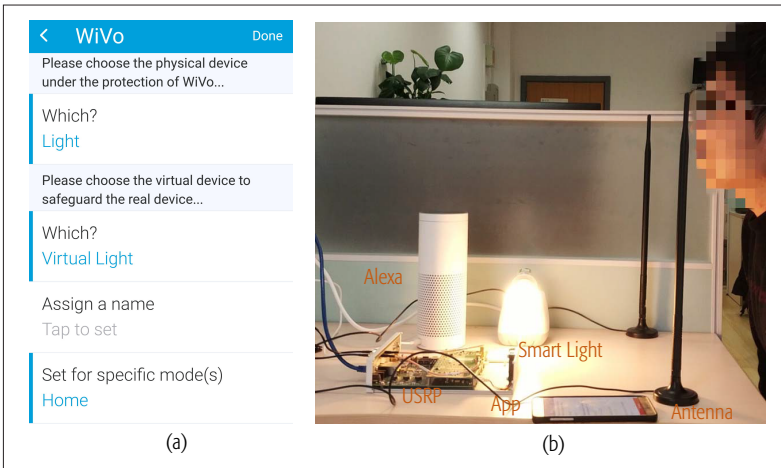 WiVo
Done
Please choose the physical device
under the protection of WiVo...
Which?
Light
Please choose the virtual device to
safeguard the real device...
Which?
Virtual Light
Assign a name
Tap to set
Set for specific mode(s)
Home
(a)
Alexa
Smart Light
USRP
App
Antenna
(b)